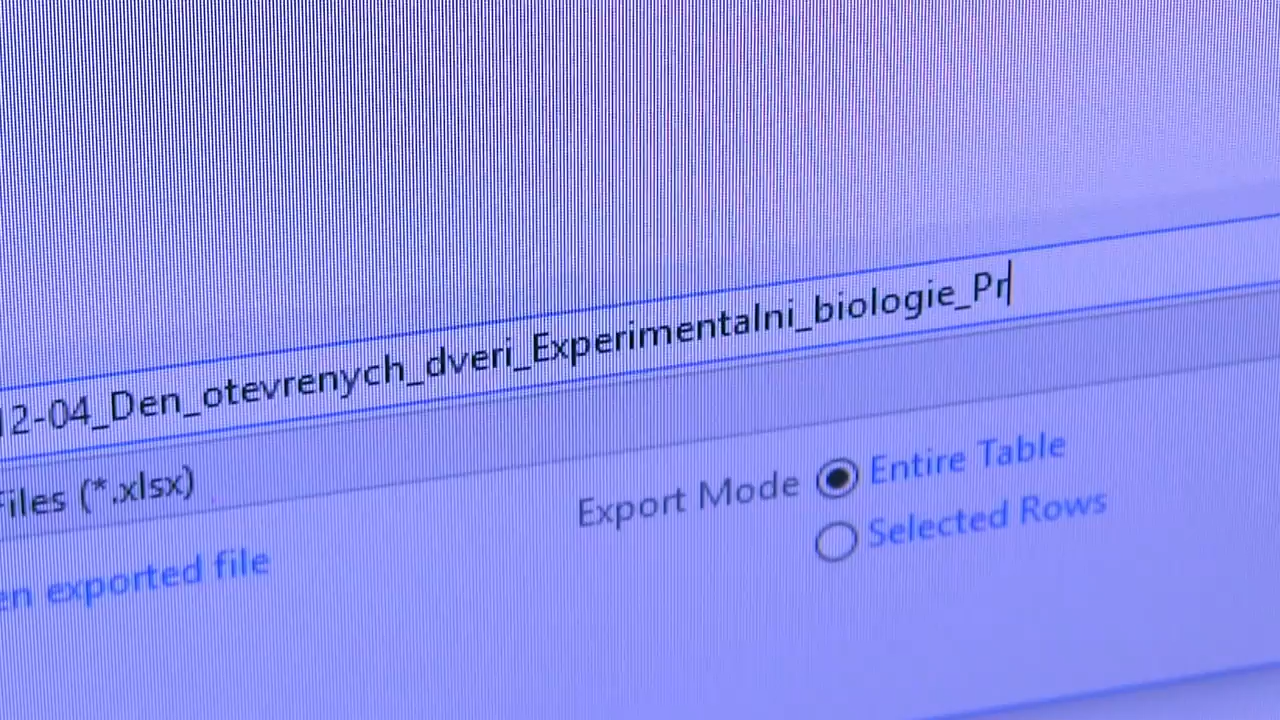 12-04_Den_otevrenych_dveri_Experimentalni_biologie_Pr
Files (*.xlsx)
Export Mode
Entire Table
Selected Rows
en exported file